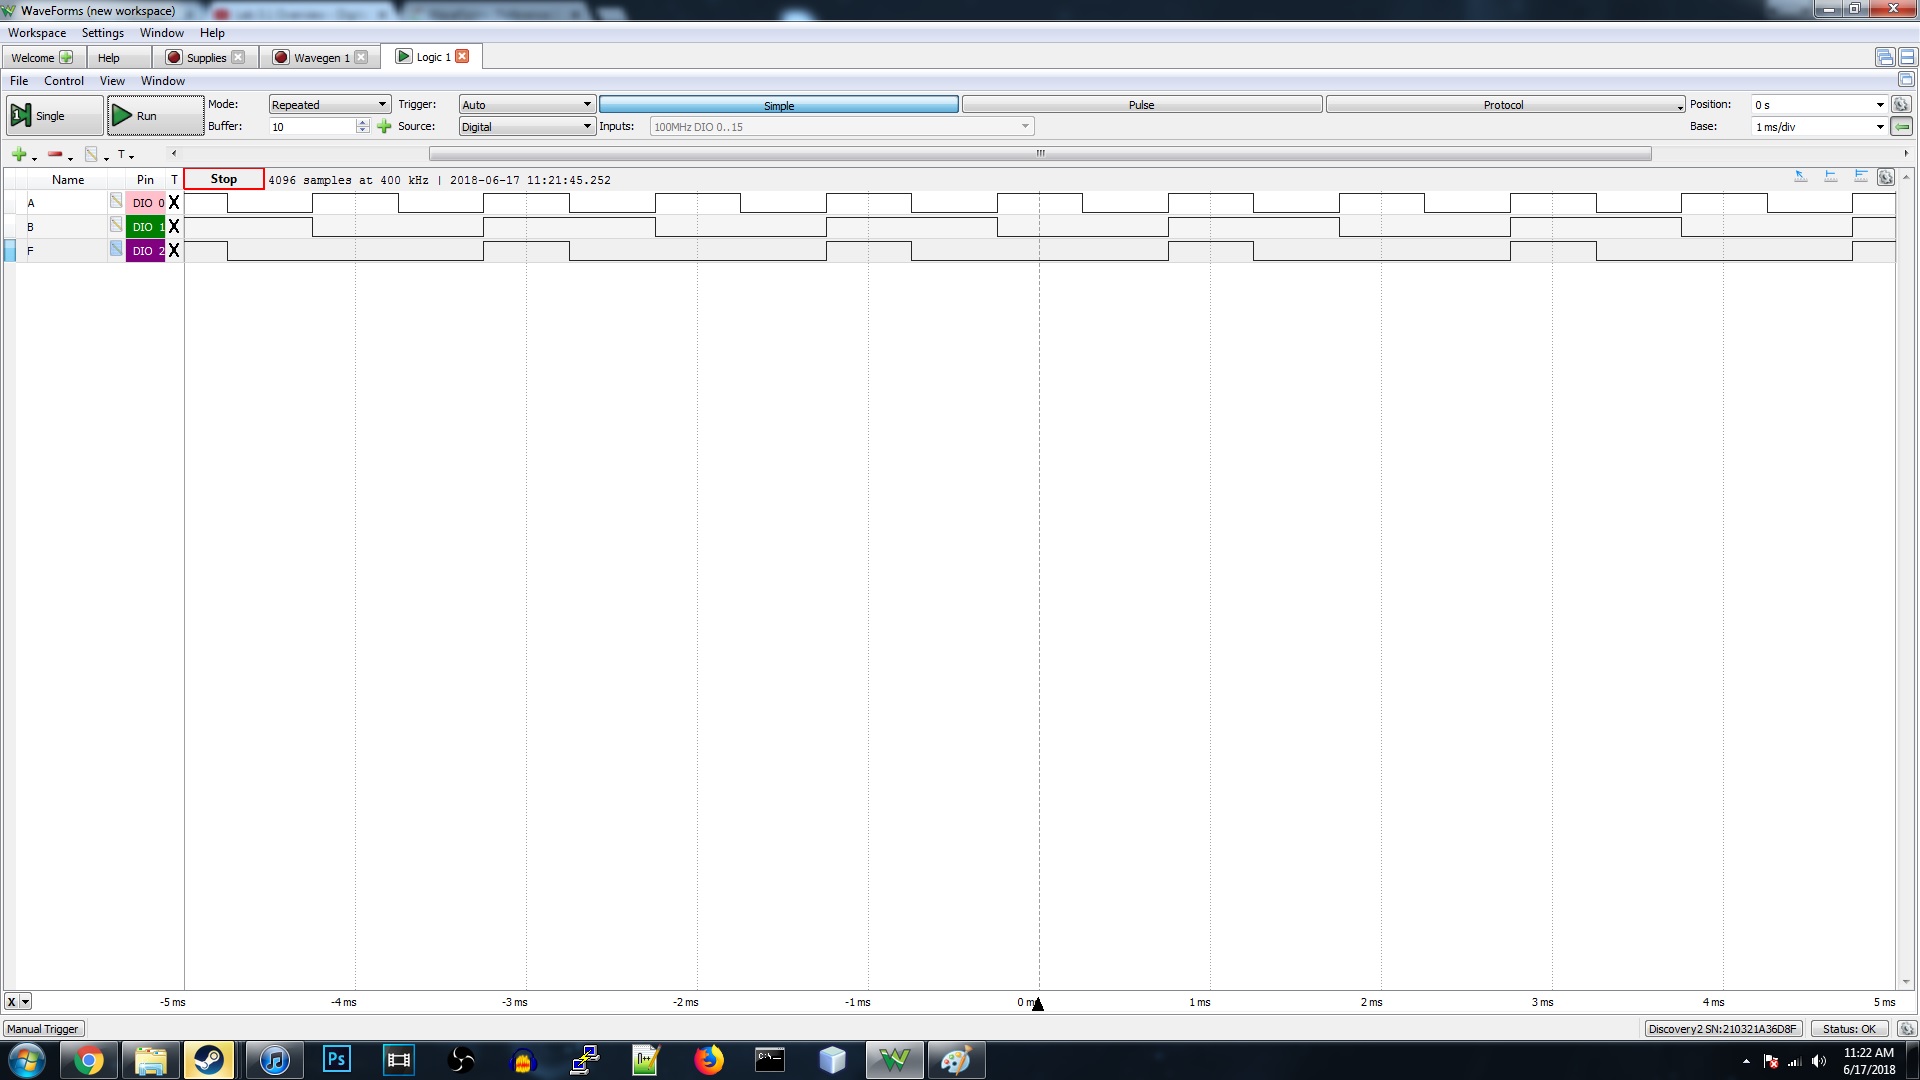 WaveForms (new workspace)
Workspace Settings Window Help
Welcome Help Supplies Wavegen 1 Logic 1
File Control View Window
Single Run Mode: Repeated Trigger: Auto Simple Pulse Protocol Position: 0 s
Buffer: 10 Source: Digital Inputs: 100MHz DIO 0..15 Base: 1 ms/div
T
Name Pin T Stop 4096 samples at 400 kHz | 2018-06-17 11:21:45.252
A DIO 0 X
B DIO 1 X
F DIO 2 X
X -5 ms -4 ms -3 ms -2 ms -1 ms 0 1 ms 2 ms 3 ms 4 ms 5 ms
Manual Trigger Discovery2 SN:210321A36D8F Status: OK
Ps C:\_ 11:22 AM
6/17/2018